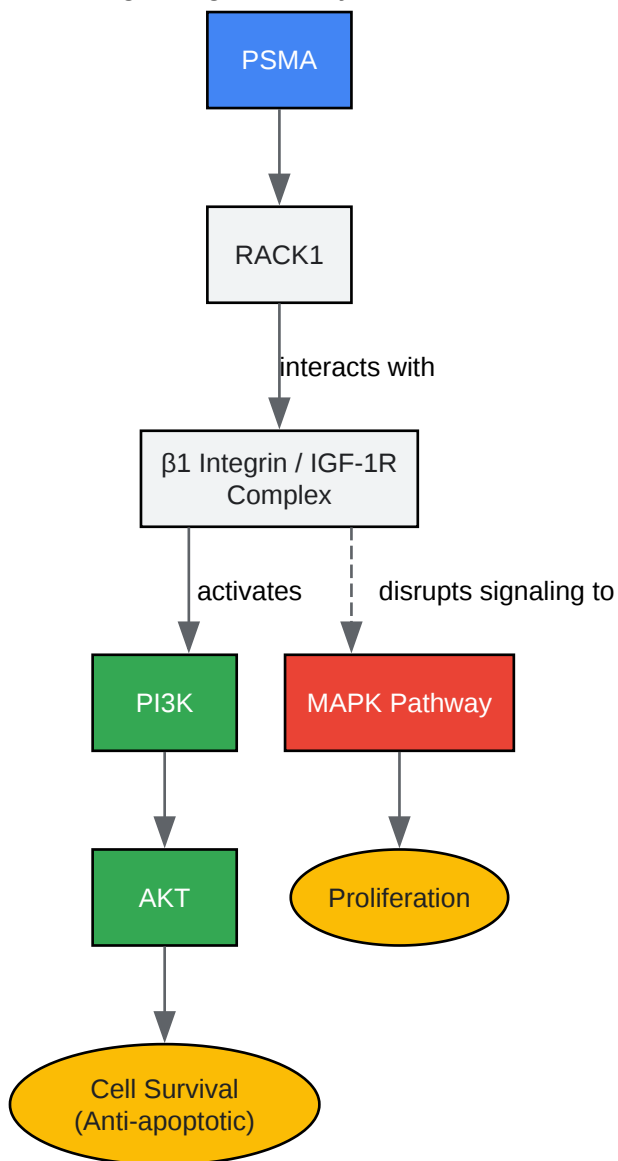 PSMA
RACK1
interacts with
β1 Integrin / IGF-1R
Complex
activates
disrupts signaling to
PI3K
MAPK Pathway
AKT
Proliferation
Cell Survival
(Anti-apoptotic)